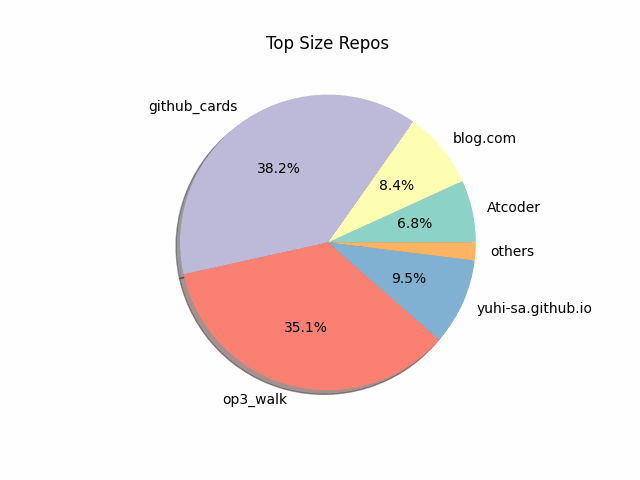 Top Size Repos
github_cards
blog.com
38.2%
8.4%
Atcoder
6.8%
others
9.5%
yuhi-sa.github.io
35.1%
op3_walk